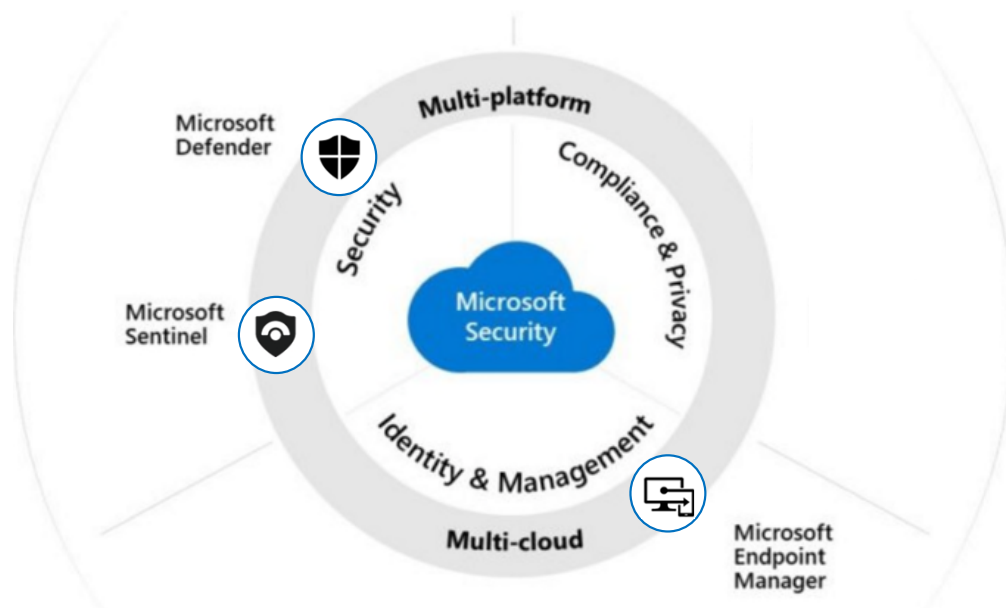 Multi-platform
Microsoft
Defender
Security
Compliance & Privacy
Microsoft
Sentinel
Microsoft
Security
Identity & Management
Multi-cloud
Microsoft
Endpoint
Manager